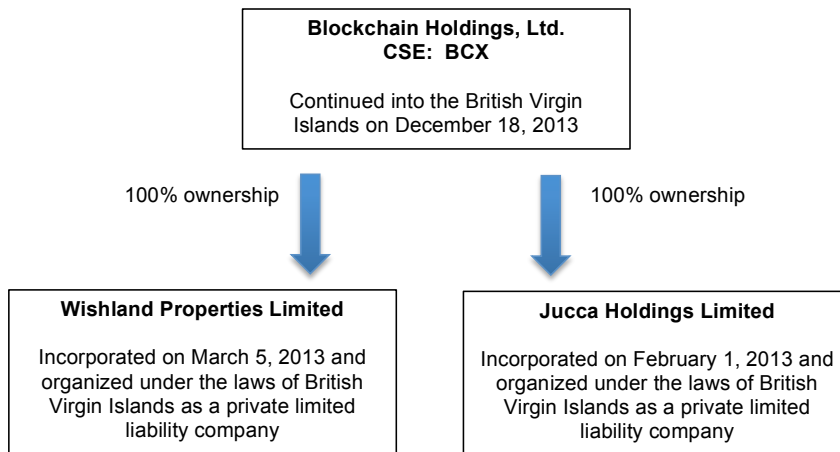 Blockchain Holdings, Ltd.
CSE: BCX
Continued into the British Virgin
Islands on December 18, 2013
100% ownership
100% ownership
Wishland Properties Limited
Incorporated on March 5, 2013 and
organized under the laws of British
Virgin Islands as a private limited
liability company
Jucca Holdings Limited
Incorporated on February 1, 2013 and
organized under the laws of British
Virgin Islands as a private limited
liability company